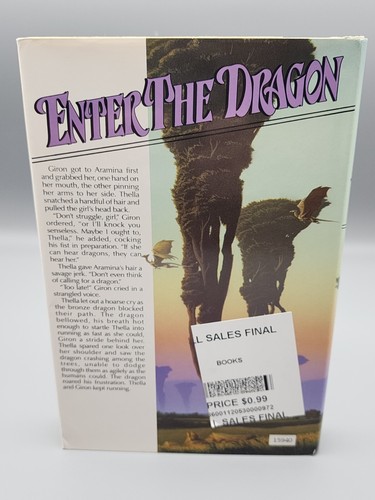 ENTER THE DRAGON
Giron got to Aramina first
and grabbed her, one hand on
her mouth, the other pinning
her arms to her side. Thella
snatched a handful of hair and
pulled the girl's head back.
"Don't struggle, girl," Giron
ordered, "or I'll knock you
senseless. Maybe I ought to,
Thella," he added, cocking
his fist in preparation. "If she
can hear dragons, they can
hear her."
Thella gave Aramina's hair a
savage jerk. "Don't even think
of calling for a dragon."
"Too late!" Giron cried in a
strangled voice.
Thella let out a hoarse cry as
the bronze dragon blocked
their path. The dragon
bellowed, his breath hot
enough to startle Thella into
running as fast as she could,
Giron a stride behind her.
Thella spared one look over
her shoulder and saw the
dragon crashing among the
trees, unable to dodge
through them as agilely as the
humans could. The dragon
roared his frustration. Thella
and Giron kept running.
L SALES FINAL
BOOKS
PRICE $0.99
L SALES FINAL